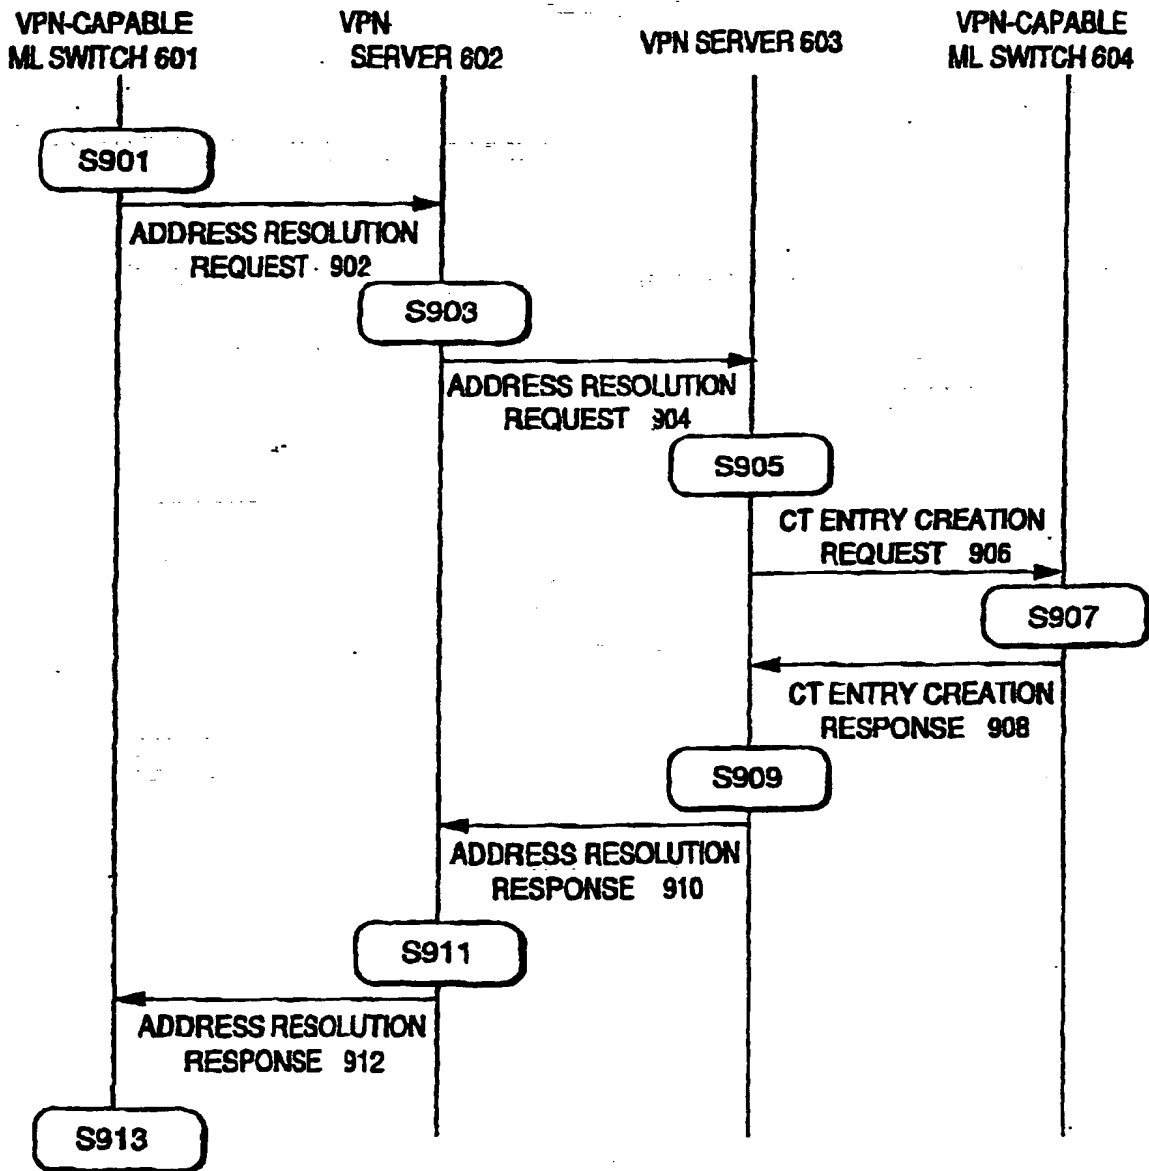 VPN-CAPABLE
ML SWITCH 601
VPN
SERVER 602
VPN SERVER 603
VPN-CAPABLE
ML SWITCH 604
S901
ADDRESS RESOLUTION
REQUEST 902
S903
ADDRESS RESOLUTION
REQUEST 904
S905
CT ENTRY CREATION
REQUEST 906
S907
CT ENTRY CREATION
RESPONSE 908
S909
ADDRESS RESOLUTION
RESPONSE 910
S911
ADDRESS RESOLUTION
RESPONSE 912
S913